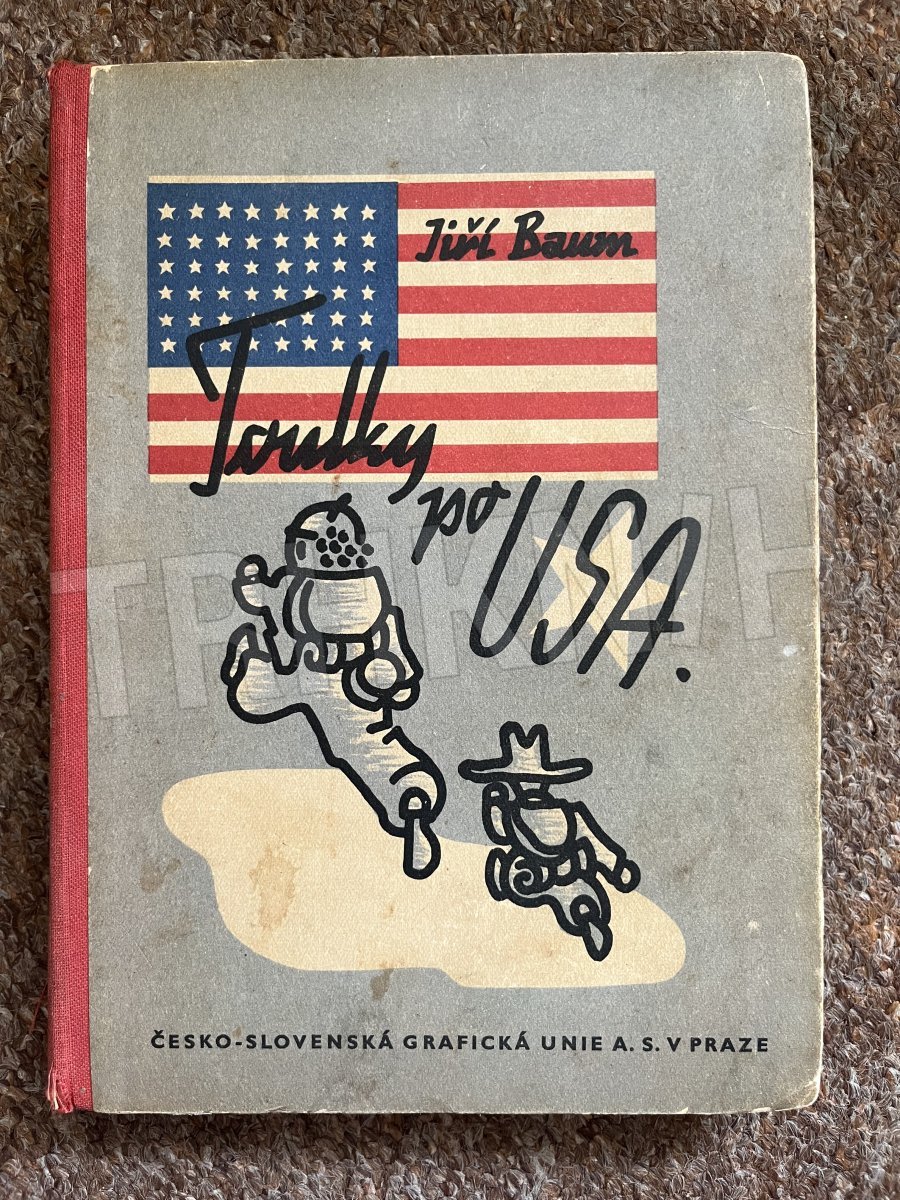 Jiří Baum
Toulky
po USA.
ČESKO-SLOVENSKÁ GRAFICKÁ UNIE A. S. V PRAZE